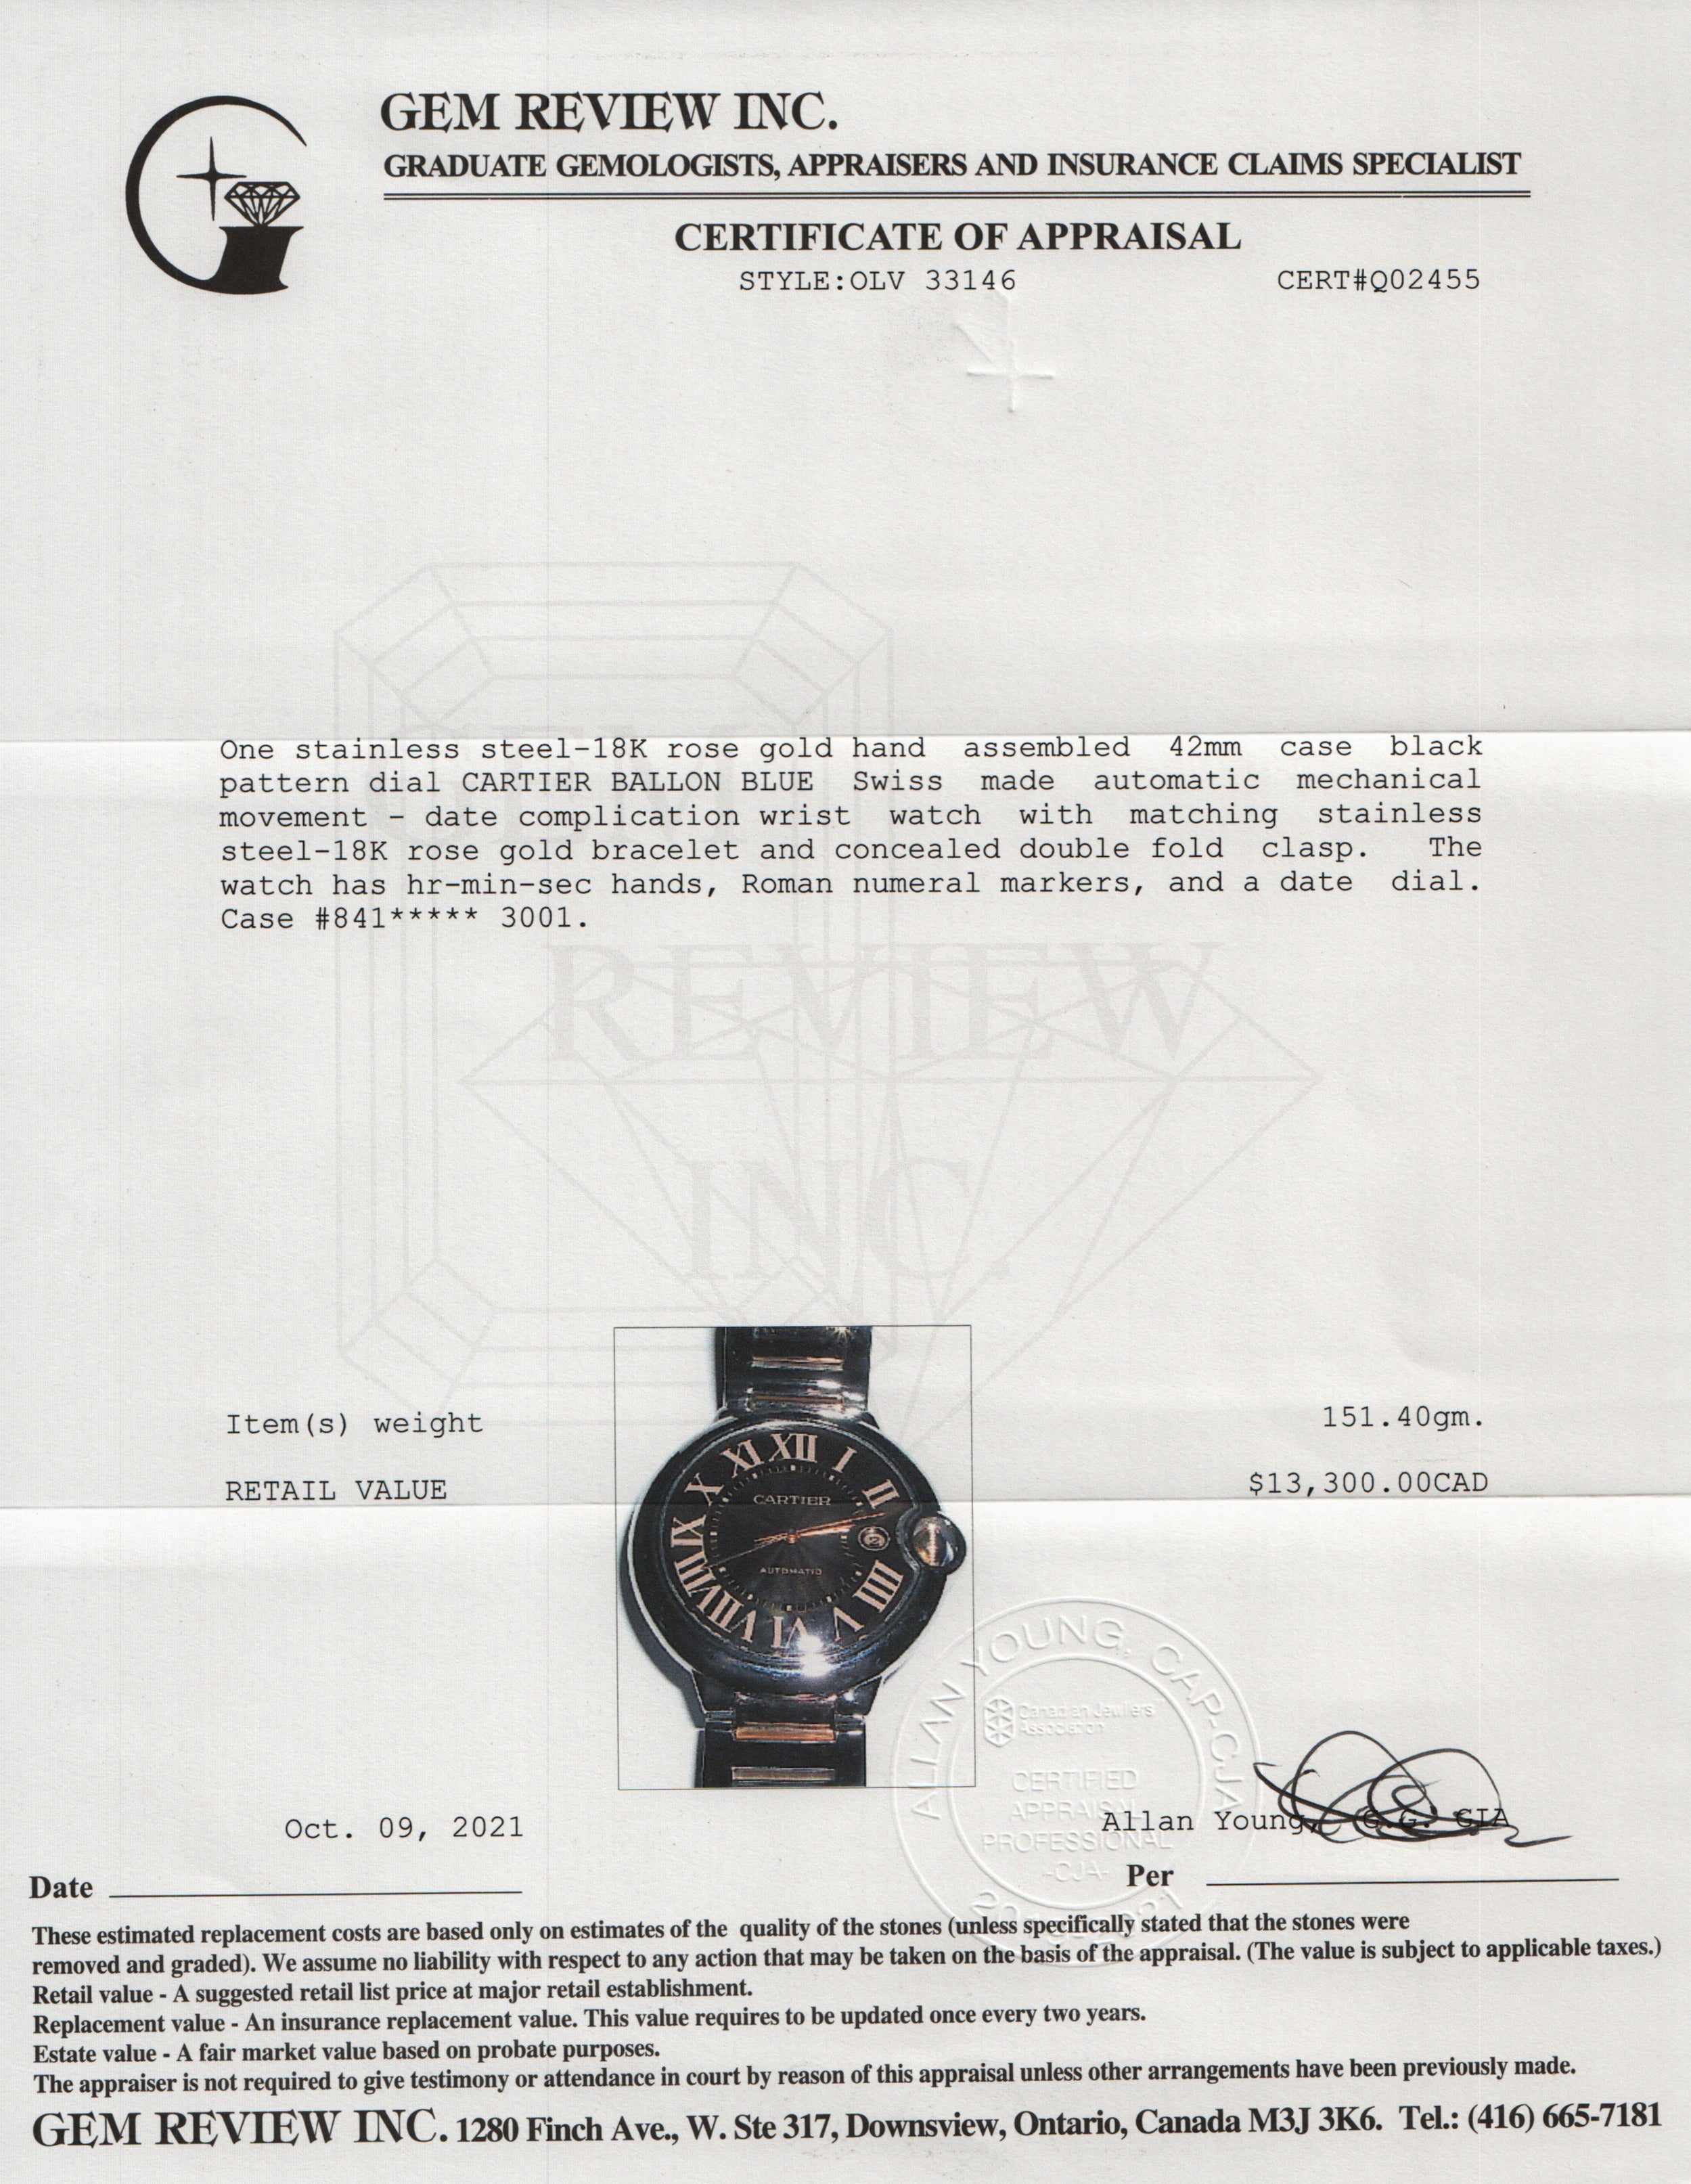 GEM REVIEW INC.
GRADUATE GEMOLOGISTS, APPRAISERS AND INSURANCE CLAIMS SPECIALIST
CERTIFICATE OF APPRAISAL
STYLE:OLV 33146
CERT#Q02455
One stainless steel-18K rose gold hand assembled 42mm case black
pattern dial CARTIER BALLON BLUE Swiss made automatic mechanical
movement - date complication wrist watch with matching stainless
steel-18K rose gold bracelet and concealed double fold clasp. The
watch has hr-min-sec hands, Roman numeral markers, and a date dial.
Case #841***** 3001.
REVIEW
INC.
Item(s) weight
151.40gm.
RETAIL VALUE
$13,300.00CAD
XII
I
II
IIII
V
VI
VII
VIII
IX
X
XI
CARTIER
AUTOMATIC
ALLAN YOUNG, CAP-CJA
Canadian Jewellers
Association
CERTIFIED
APPRAISAL
PROFESSIONAL
-CJA-
Oct. 09, 2021
Allan Young, G.G. GIA
Date
Per
These estimated replacement costs are based only on estimates of the quality of the stones (unless specifically stated that the stones were
removed and graded). We assume no liability with respect to any action that may be taken on the basis of the appraisal. (The value is subject to applicable taxes.)
Retail value - A suggested retail list price at major retail establishment.
Replacement value - An insurance replacement value. This value requires to be updated once every two years.
Estate value - A fair market value based on probate purposes.
The appraiser is not required to give testimony or attendance in court by reason of this appraisal unless other arrangements have been previously made.
GEM REVIEW INC. 1280 Finch Ave., W. Ste 317, Downsview, Ontario, Canada M3J 3K6. Tel.: (416) 665-7181